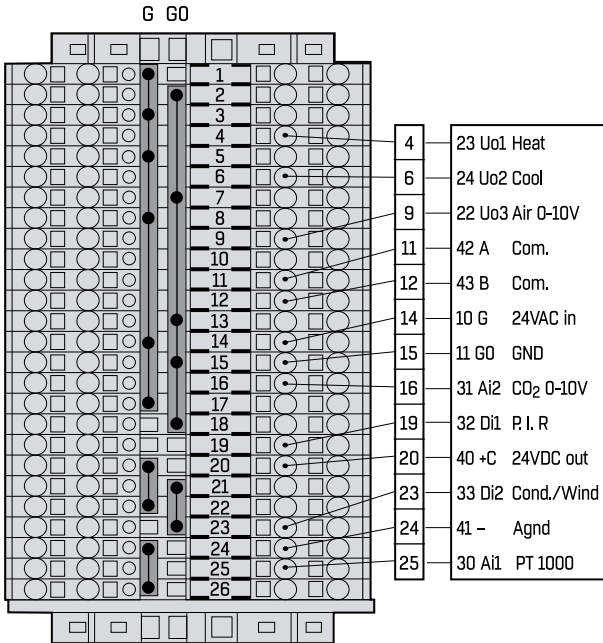 G G0
1
2
3
4
5
6
7
8
9
10
11
12
13
14
15
16
17
18
19
20
21
22
23
24
25
26
4 23 Uo1 Heat
6 24 Uo2 Cool
9 22 Uo3 Air 0-10V
11 42 A Com.
12 43 B Com.
14 10 G 24VAC in
15 11 G0 GND
16 31 Ai2 CO₂ 0-10V
19 32 Di1 P.I.R
20 40 +C 24VDC out
23 33 Di2 Cond./Wind
24 41 – Agnd
25 30 Ai1 PT 1000